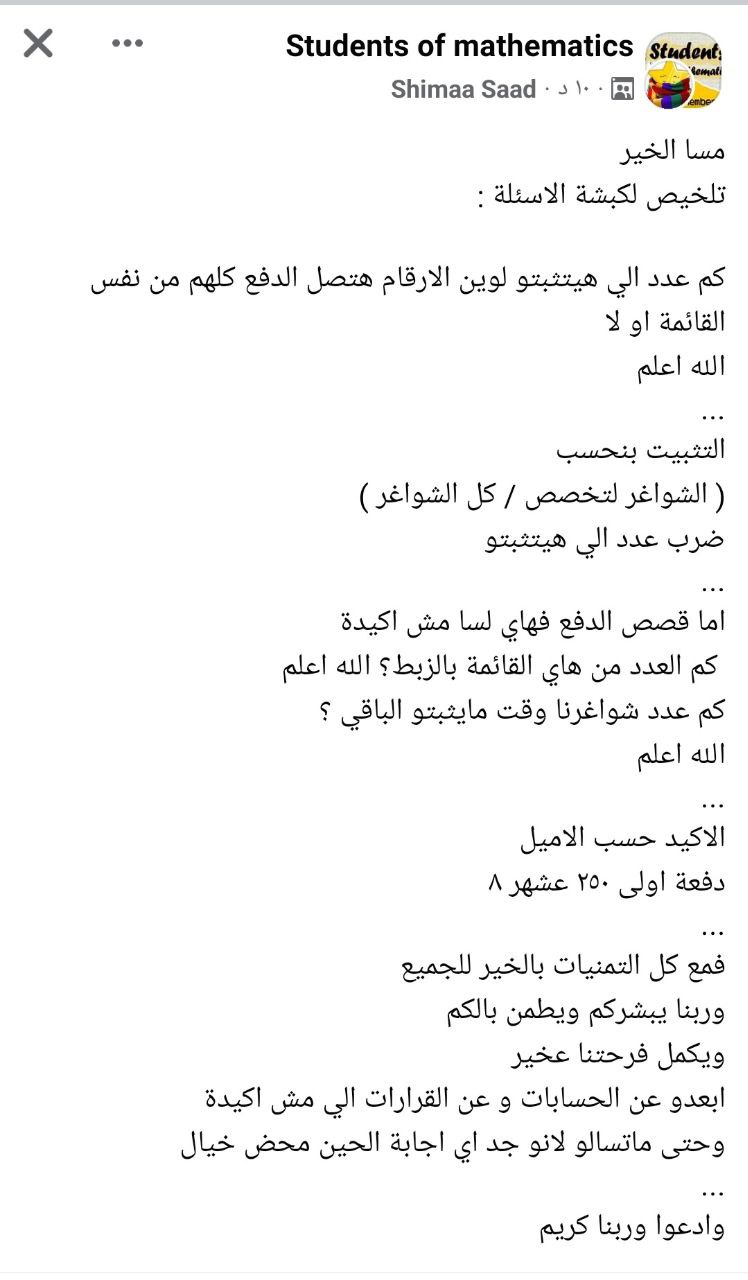 Students of mathematics
Shimaa Saad · ١٠ د ·
مسا الخير
تلخيص لكبشة الاسئلة :
كم عدد الي هيتثبتو لوين الارقام هتصل الدفع كلهم من نفس
القائمة او لا
الله اعلم
...
التثبيت بنحسب
( الشواغر لتخصص / كل الشواغر )
ضرب عدد الي هيتثبتو
...
اما قصص الدفع فهاي لسا مش اكيدة
كم العدد من هاي القائمة بالزبط؟ الله اعلم
كم عدد شواغرنا وقت مايثبتو الباقي ؟
الله اعلم
...
الاكيد حسب الاميل
دفعة اولى ٢٥٠ عشهر ٨
...
فمع كل التمنيات بالخير للجميع
وربنا يبشركم ويطمن بالكم
ويكمل فرحتنا عخير
ابعدو عن الحسابات و عن القرارات الي مش اكيدة
وحتى ماتسالو لانو جد اي اجابة الحين محض خيال
...
وادعوا وربنا كريم